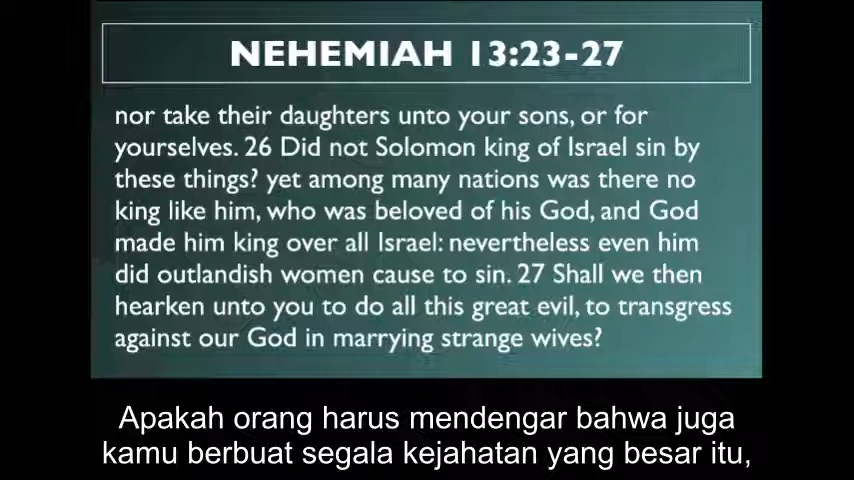 NEHEMIAH 13:23-27
nor take their daughters unto your sons, or for
yourselves. 26 Did not Solomon king of Israel sin by
these things? yet among many nations was there no
king like him, who was beloved of his God, and God
made him king over all Israel: nevertheless even him
did outlandish women cause to sin. 27 Shall we then
hearken unto you to do all this great evil, to transgress
against our God in marrying strange wives?
Apakah orang harus mendengar bahwa juga
kamu berbuat segala kejahatan yang besar itu,